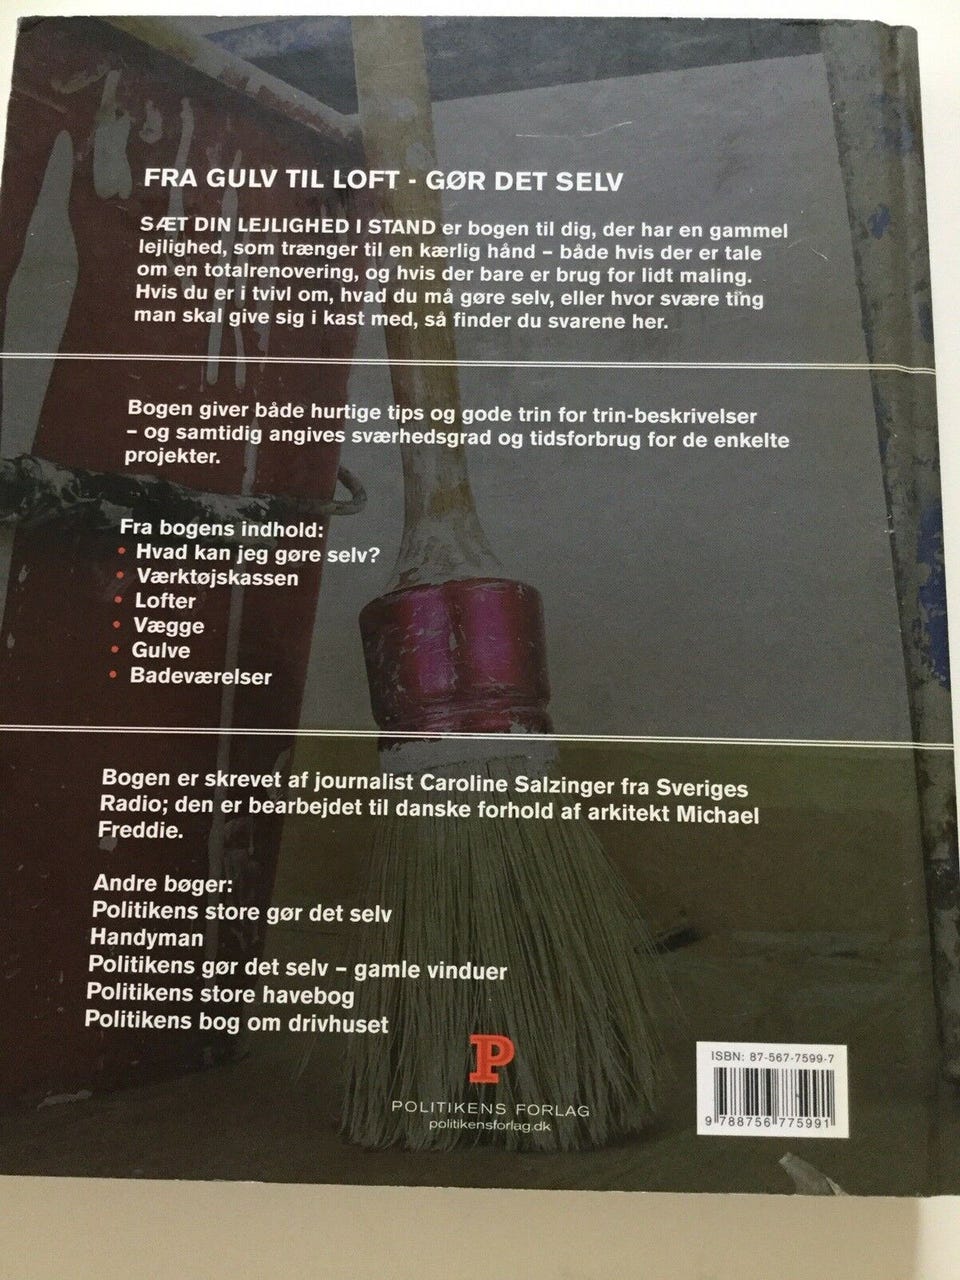 FRA GULV TIL LOFT - GØR DET SELV
SÆT DIN LEJLIGHED I STAND er bogen til dig, der har en gammel
lejlighed, som trænger til en kærlig hånd – både hvis der er tale
om en totalrenovering, og hvis der bare er brug for lidt maling.
Hvis du er i tvivl om, hvad du må gøre selv, eller hvor svære ting
man skal give sig i kast med, så finder du svarene her.
Bogen giver både hurtige tips og gode trin for trin-beskrivelser
– og samtidig angives sværhedsgrad og tidsforbrug for de enkelte
projekter.
Fra bogens indhold:
• Hvad kan jeg gøre selv?
• Værktøjskassen
• Lofter
• Vægge
• Gulve
• Badeværelser
Bogen er skrevet af journalist Caroline Salzinger fra Sveriges
Radio; den er bearbejdet til danske forhold af arkitekt Michael
Freddie.
Andre bøger:
Politikens store gør det selv
Handyman
Politikens gør det selv – gamle vinduer
Politikens store havebog
Politikens bog om drivhuset
P
POLITIKENS FORLAG
politikensforlag.dk
ISBN: 87-567-7599-7
9 788756 775991